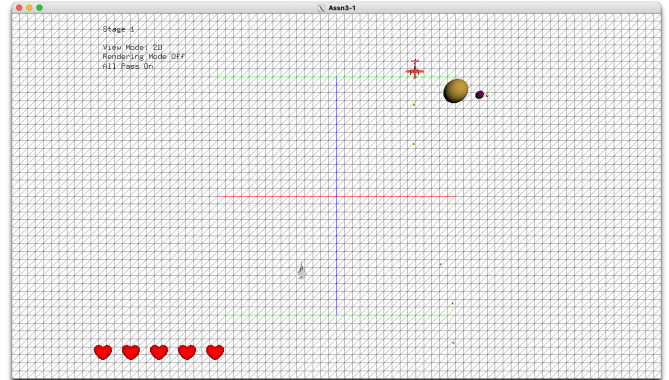 Assn3-1
Stage 1
View Mode: 2D
Rendering Mode Off
All Pass On